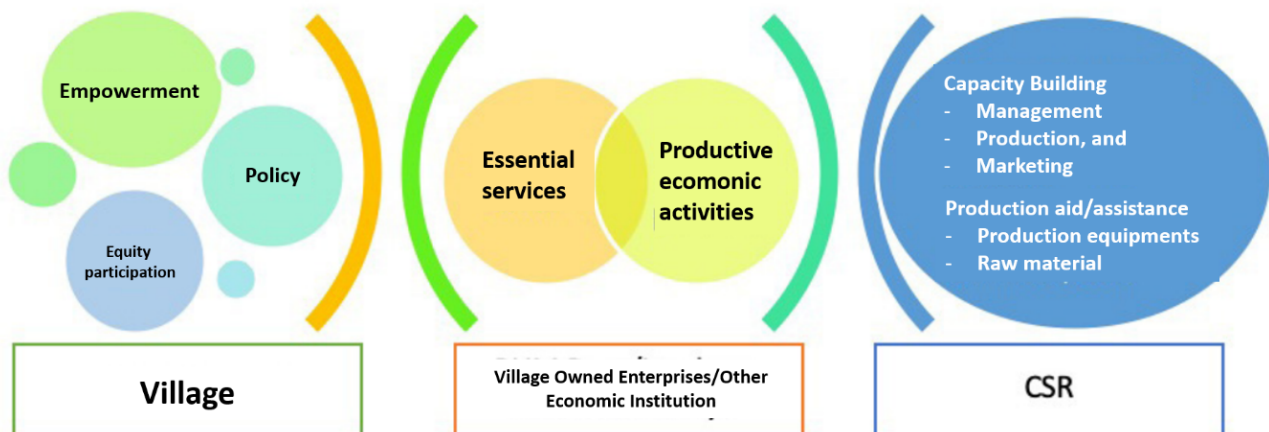 Empowerment
Policy
Equity
participation
Village
Essential
services
Productive
ecomonic
activities
Village Owned Enterprises/Other
Economic Institution
Capacity Building
- Management
- Production, and
- Marketing
Production aid/assistance
- Production equipments
- Raw material
CSR